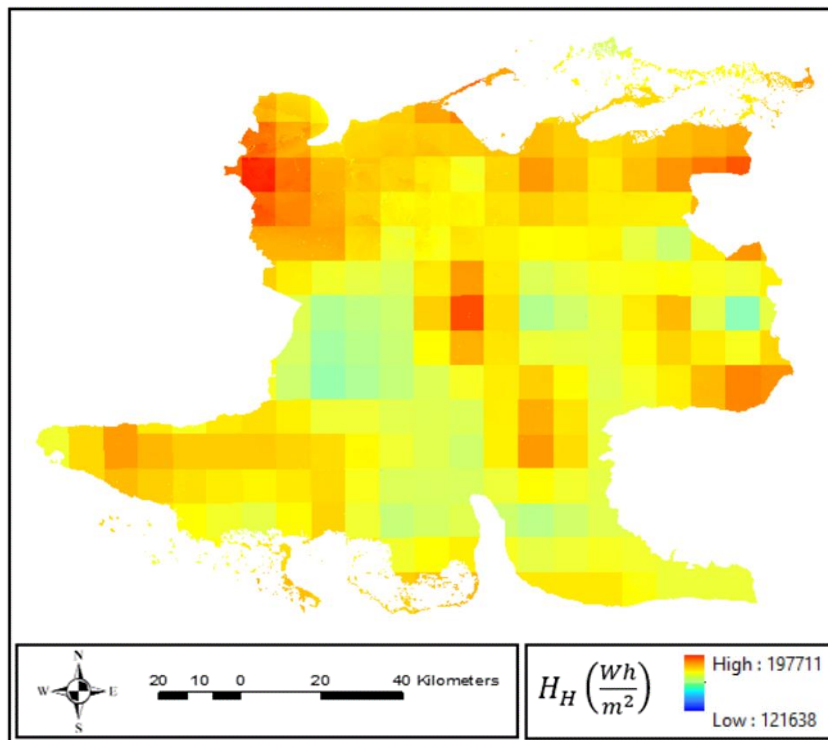 N
W E
S
20 10 0 20 40 Kilometers
H_H (Wh/m²)
High : 197711
Low : 121638